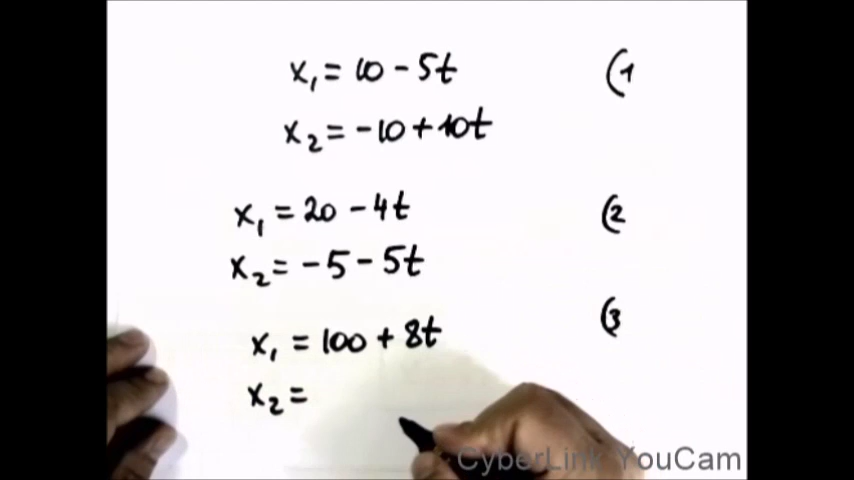 x₁ = 10 - 5t (1
x₂ = -10 + 10t
x₁ = 20 - 4t (2
x₂ = -5 - 5t
(3
x₁ = 100 + 8t
x₂ =
CyberLink YouCam